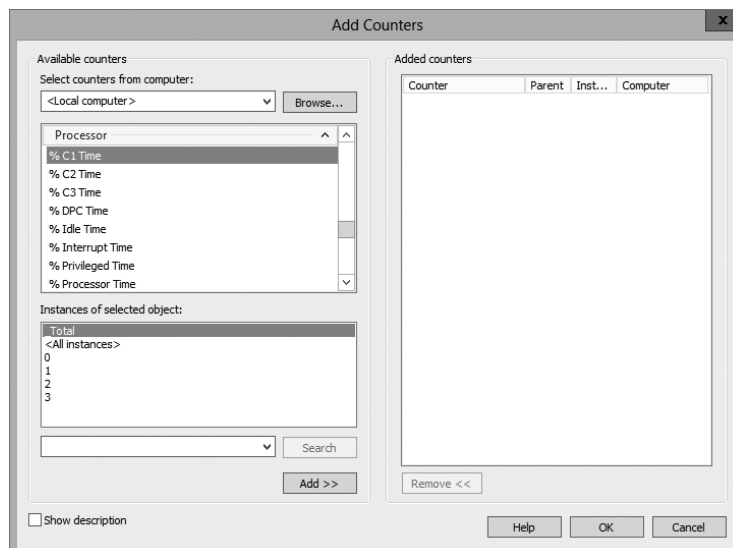 Add Counters
x
Available counters
Select counters from computer:
<Local computer>
Browse...
Processor
% C1 Time
% C2 Time
% C3 Time
% DPC Time
% Idle Time
% Interrupt Time
% Privileged Time
% Processor Time
Instances of selected object:
_Total
<All instances>
0
1
2
3
Search
Add >>
Show description
Added counters
Counter Parent Inst... Computer
Remove <<
Help OK Cancel